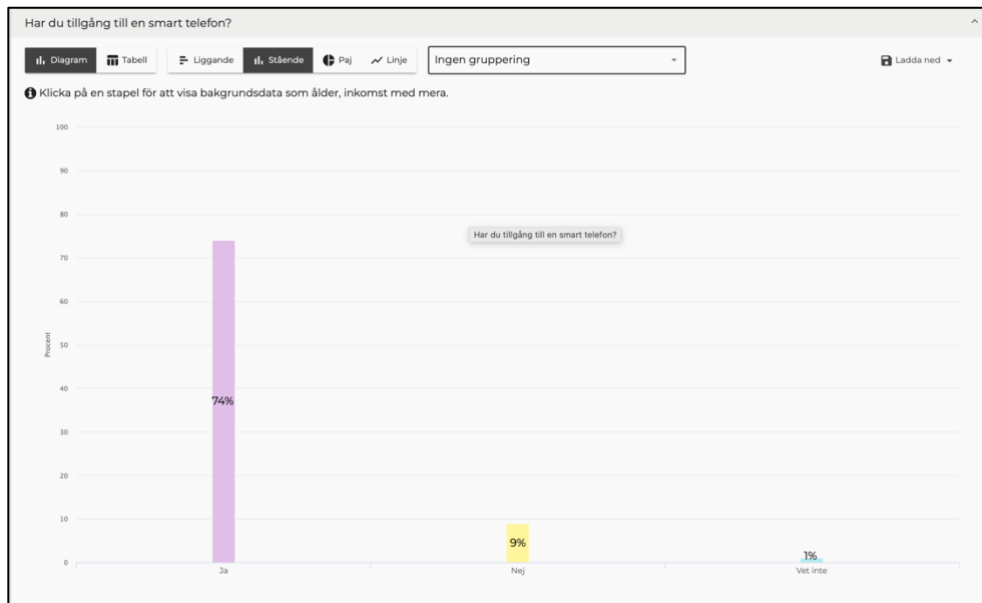 Har du tillgång till en smart telefon?
Diagram Tabell Liggande Stående Paj Linje Ingen gruppering Ladda ned
Klicka på en stapel för att visa bakgrundsdata som ålder, inkomst med mera.
100
90
80
Har du tillgång till en smart telefon?
70
60
50
Procent
40
74%
30
20
10
9%
1%
0
Ja Nej Vet inte